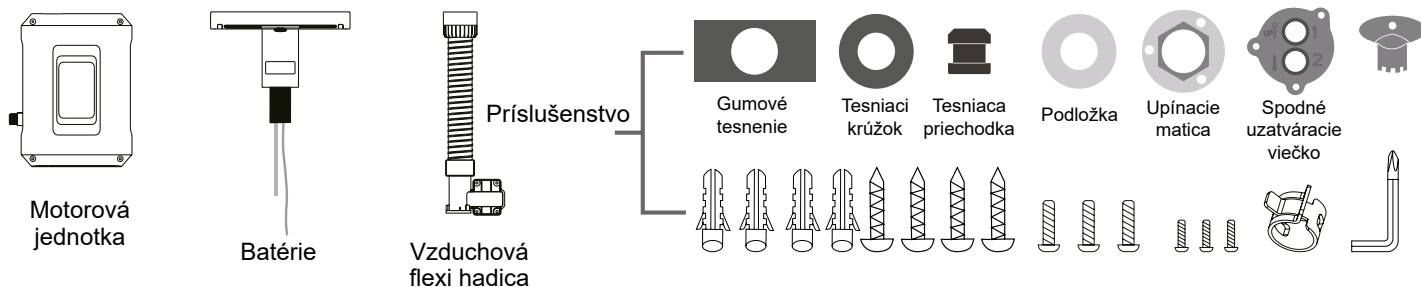 Motorová
jednotka
Batérie
Vzduchová
flexi hadica
Príslušenstvo
Gumové
tesnenie
Tesniaci
krúžok
Tesniaca
priechodka
Podložka
Upínacie
matica
Spodné
uzatváracie
viečko
UP
1
2